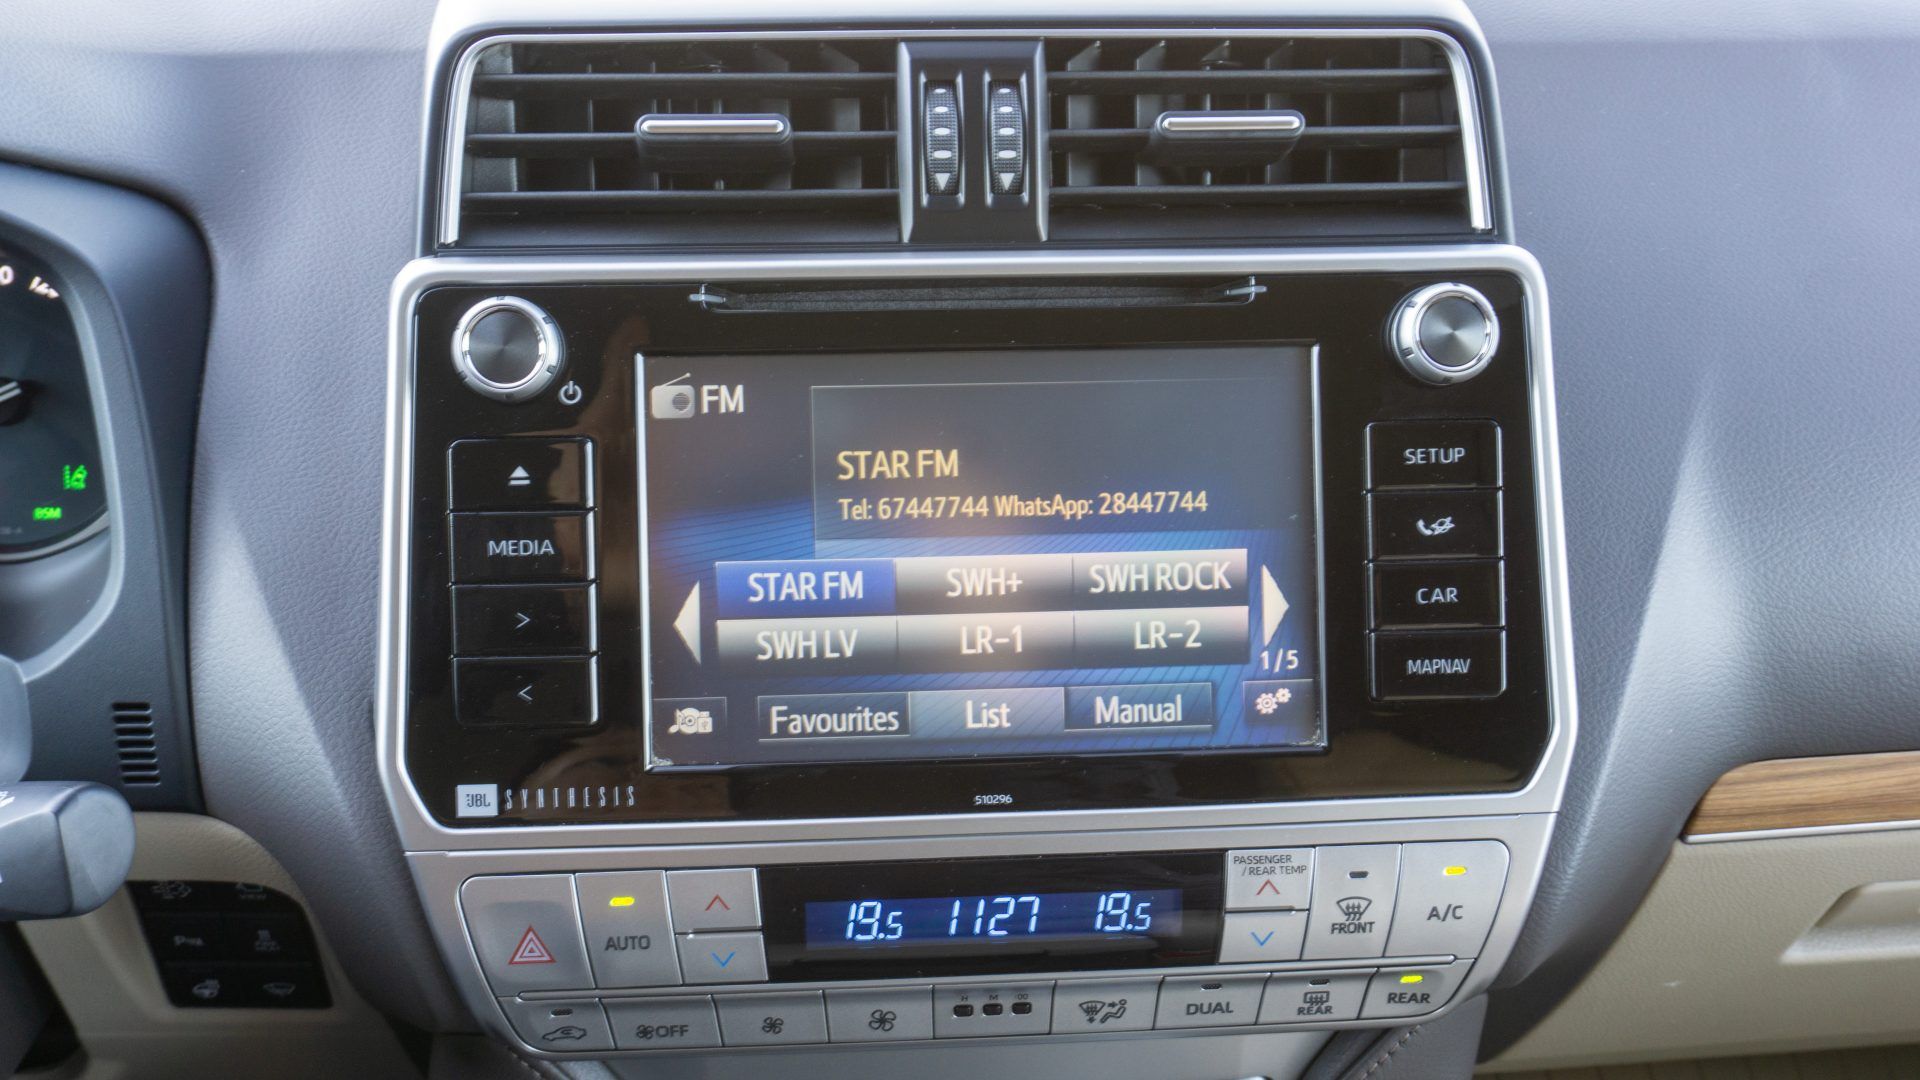 FM
STAR FM
Tel: 67447744 WhatsApp: 28447744
STAR FM SWH+ SWH ROCK
SWH LV LR-1 LR-2
1/5
Favourites List Manual
MEDIA
>
<
SETUP
CAR
MAPNAV
JBL SYNTHESIS
510296
PASSENGER
/ REAR TEMP
AUTO
19.5 1127 19.5
FRONT
A/C
OFF
H M :00
DUAL
REAR
REAR
BSM